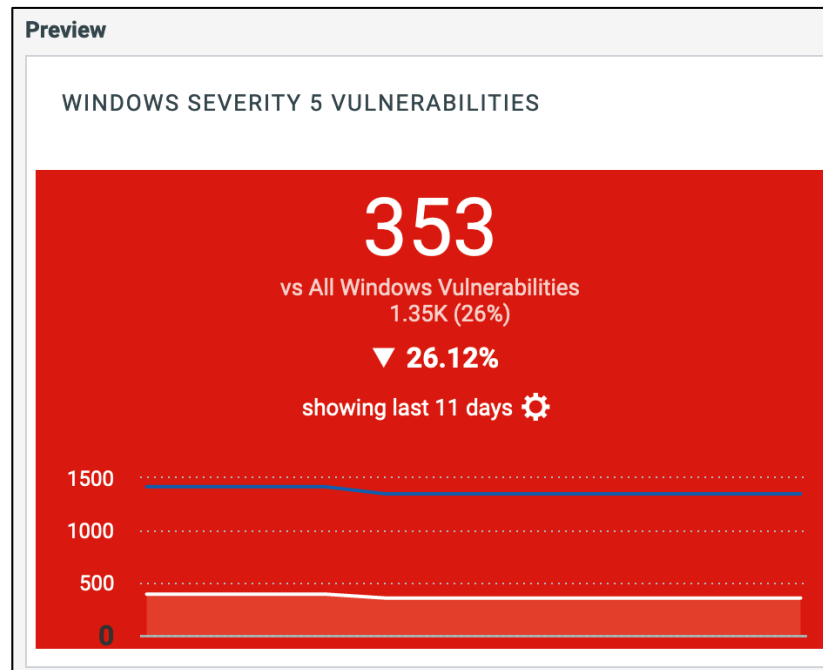 Preview
WINDOWS SEVERITY 5 VULNERABILITIES
353
vs All Windows Vulnerabilities
1.35K (26%)
▼ 26.12%
showing last 11 days
1500
1000
500
0